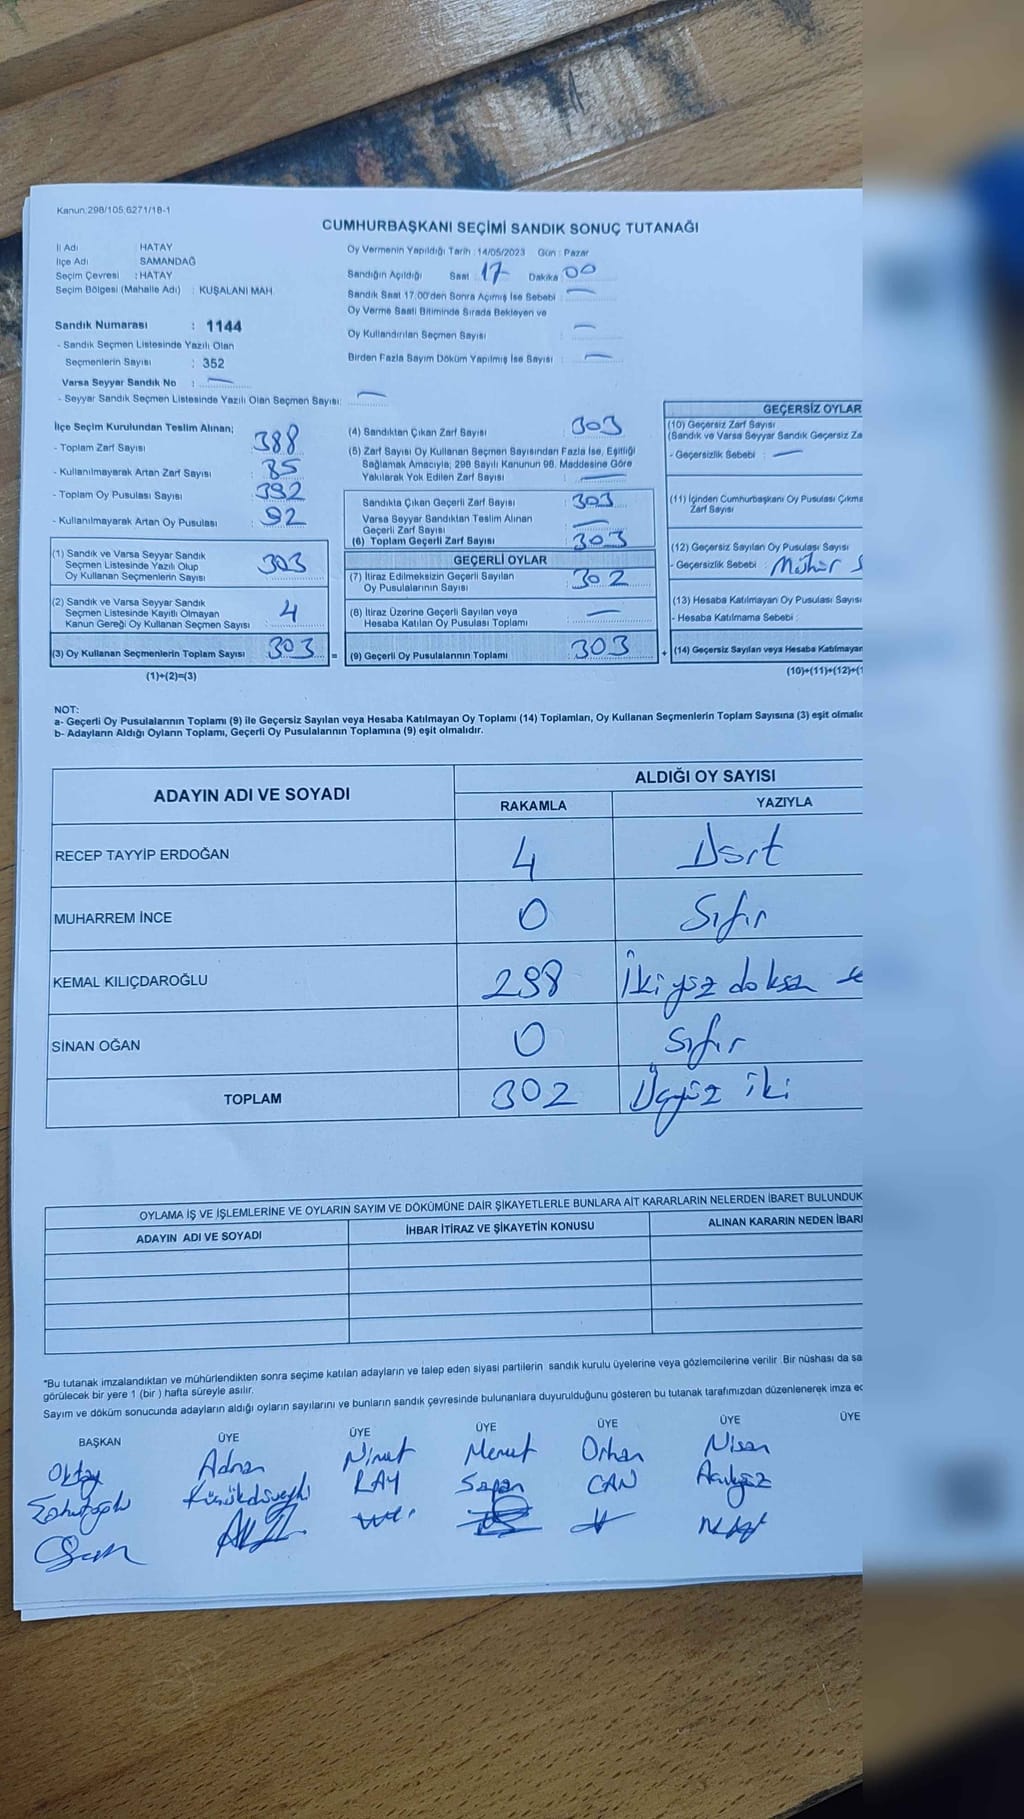 Kanun.298/105,6271/18-1
CUMHURBAŞKANI SEÇİMİ SANDIK SONUÇ TUTANAĞI
İl Adı : HATAY
İlçe Adı : SAMANDAĞ
Seçim Çevresi : HATAY
Seçim Bölgesi (Mahalle Adı) : KUŞALANI MAH.
Oy Vermenin Yapıldığı Tarih : 14/05/2023 Gün : Pazar
Sandığın Açıldığı Saat 17 Dakika 00
Sandık Saat 17:00'den Sonra Açılmış İse Sebebi : —
Oy Verme Saati Bitiminde Sırada Bekleyen ve
Oy Kullandırılan Seçmen Sayısı : —
Birden Fazla Sayım Döküm Yapılmış İse Sayısı : —
Sandık Numarası : 1144
- Sandık Seçmen Listesinde Yazılı Olan
Seçmenlerin Sayısı : 352
Varsa Seyyar Sandık No : —
- Seyyar Sandık Seçmen Listesinde Yazılı Olan Seçmen Sayısı: —
İlçe Seçim Kurulundan Teslim Alınan;
- Toplam Zarf Sayısı : 388
- Kullanılmayarak Artan Zarf Sayısı : 85
- Toplam Oy Pusulası Sayısı : 392
- Kullanılmayarak Artan Oy Pusulası : 92
(1) Sandık ve Varsa Seyyar Sandık
Seçmen Listesinde Yazılı Olup
Oy Kullanan Seçmenlerin Sayısı : 303
(2) Sandık ve Varsa Seyyar Sandık
Seçmen Listesinde Kayıtlı Olmayan
Kanun Gereği Oy Kullanan Seçmen Sayısı : 4
(3) Oy Kullanan Seçmenlerin Toplam Sayısı : 303 =
(1)+(2)=(3)
(4) Sandıktan Çıkan Zarf Sayısı : 303
(5) Zarf Sayısı Oy Kullanan Seçmen Sayısından Fazla İse, Eşitliği
Sağlamak Amacıyla; 298 Sayılı Kanunun 98. Maddesine Göre
Yakılarak Yok Edilen Zarf Sayısı : —
Sandıkta Çıkan Geçerli Zarf Sayısı : 303
Varsa Seyyar Sandıktan Teslim Alınan
Geçerli Zarf Sayısı : —
(6) Toplam Geçerli Zarf Sayısı : 303
GEÇERLİ OYLAR
(7) İtiraz Edilmeksizin Geçerli Sayılan
Oy Pusulalarının Sayısı : 302
(8) İtiraz Üzerine Geçerli Sayılan veya
Hesaba Katılan Oy Pusulası Toplamı : —
(9) Geçerli Oy Pusulalarının Toplamı : 303 +
GEÇERSİZ OYLAR
(10) Geçersiz Zarf Sayısı
(Sandık ve Varsa Seyyar Sandık Geçersiz Za
- Geçersizlik Sebebi : —
(11) İçinden Cumhurbaşkanı Oy Pusulası Çıkma
Zarf Sayısı
(12) Geçersiz Sayılan Oy Pusulası Sayısı
- Geçersizlik Sebebi : Mühür S
(13) Hesaba Katılmayan Oy Pusulası Sayısı
- Hesaba Katılmama Sebebi :
(14) Geçersiz Sayılan veya Hesaba Katılmayan
(10)+(11)+(12)+(1
NOT:
a- Geçerli Oy Pusulalarının Toplamı (9) ile Geçersiz Sayılan veya Hesaba Katılmayan Oy Toplamı (14) Toplamları, Oy Kullanan Seçmenlerin Toplam Sayısına (3) eşit olmalıd
b- Adayların Aldığı Oyların Toplamı, Geçerli Oy Pusulalarının Toplamına (9) eşit olmalıdır.
ADAYIN ADI VE SOYADI
ALDIĞI OY SAYISI
RAKAMLA YAZIYLA
RECEP TAYYİP ERDOĞAN 4 Dört
MUHARREM İNCE 0 Sıfır
KEMAL KILIÇDAROĞLU 298 İki yüz doksan se
SİNAN OĞAN 0 Sıfır
TOPLAM 302 Üçyüz iki
OYLAMA İŞ VE İŞLEMLERİNE VE OYLARIN SAYIM VE DÖKÜMÜNE DAİR ŞİKAYETLERLE BUNLARA AİT KARARLARIN NELERDEN İBARET BULUNDUK
ADAYIN ADI VE SOYADI İHBAR İTİRAZ VE ŞİKAYETİN KONUSU ALINAN KARARIN NEDEN İBAR
*Bu tutanak imzalandıktan ve mühürlendikten sonra seçime katılan adayların ve talep eden siyasi partilerin sandık kurulu üyelerine veya gözlemcilerine verilir. Bir nüshası da sa
görülecek bir yere 1 (bir ) hafta süreyle asılır.
Sayım ve döküm sonucunda adayların aldığı oyların sayılarını ve bunların sandık çevresinde bulunanlara duyurulduğunu gösteren bu tutanak tarafımızdan düzenlenerek imza ed
BAŞKAN ÜYE ÜYE ÜYE ÜYE ÜYE ÜYE
Oktay Adnan Nimet Memet Orhan Nisan
RAY Sapan CAN